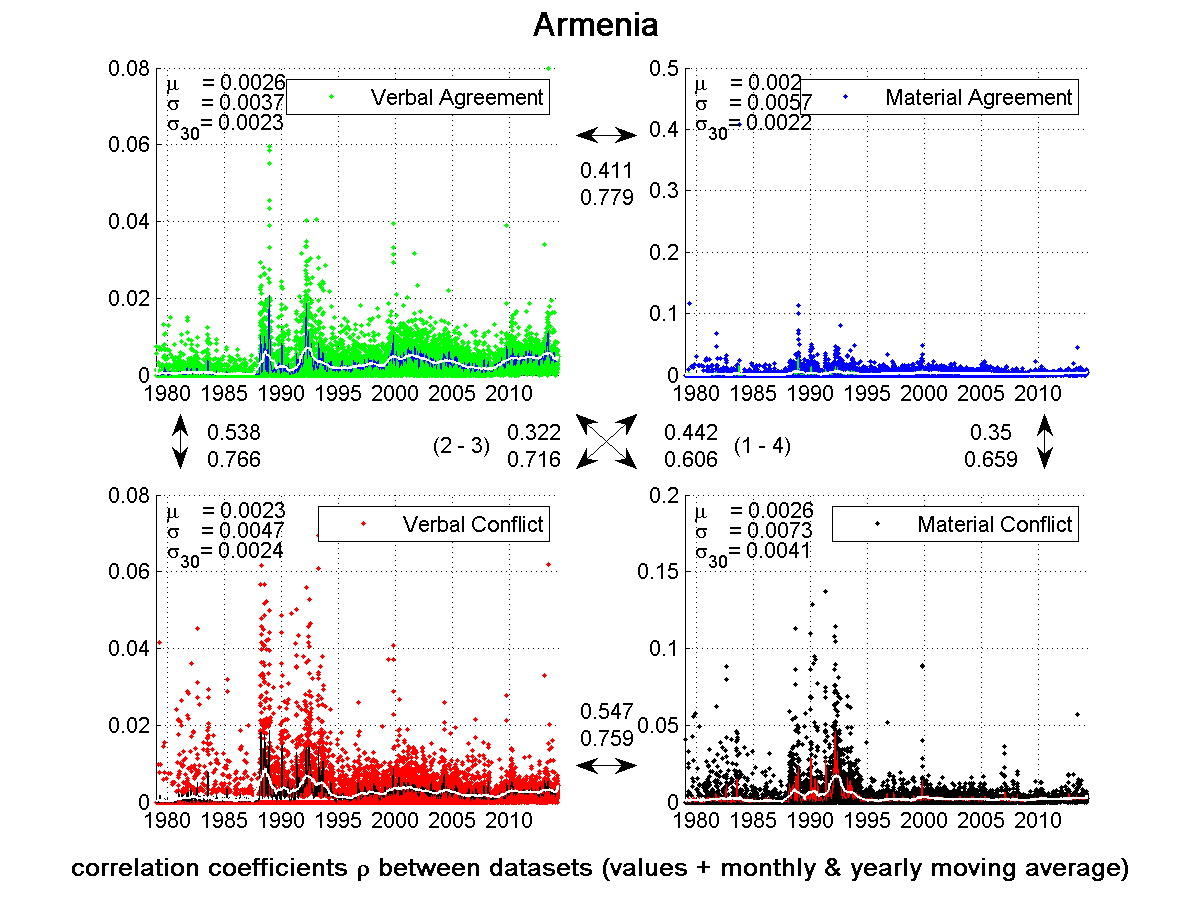 Armenia
μ = 0.0026
σ = 0.0037
σ30= 0.0023
Verbal Agreement
0.08
0.06
0.04
0.02
0
1980 1985 1990 1995 2000 2005 2010
μ = 0.002
σ = 0.0057
σ30= 0.0022
Material Agreement
0.5
0.4
0.3
0.2
0.1
0
1980 1985 1990 1995 2000 2005 2010
0.411
0.779
0.538
0.766
(2 - 3)
0.322
0.716
0.442
0.606
(1 - 4)
0.35
0.659
μ = 0.0023
σ = 0.0047
σ30= 0.0024
Verbal Conflict
0.08
0.06
0.04
0.02
0
1980 1985 1990 1995 2000 2005 2010
μ = 0.0026
σ = 0.0073
σ30= 0.0041
Material Conflict
0.2
0.15
0.1
0.05
0
1980 1985 1990 1995 2000 2005 2010
0.547
0.759
correlation coefficients ρ between datasets (values + monthly & yearly moving average)